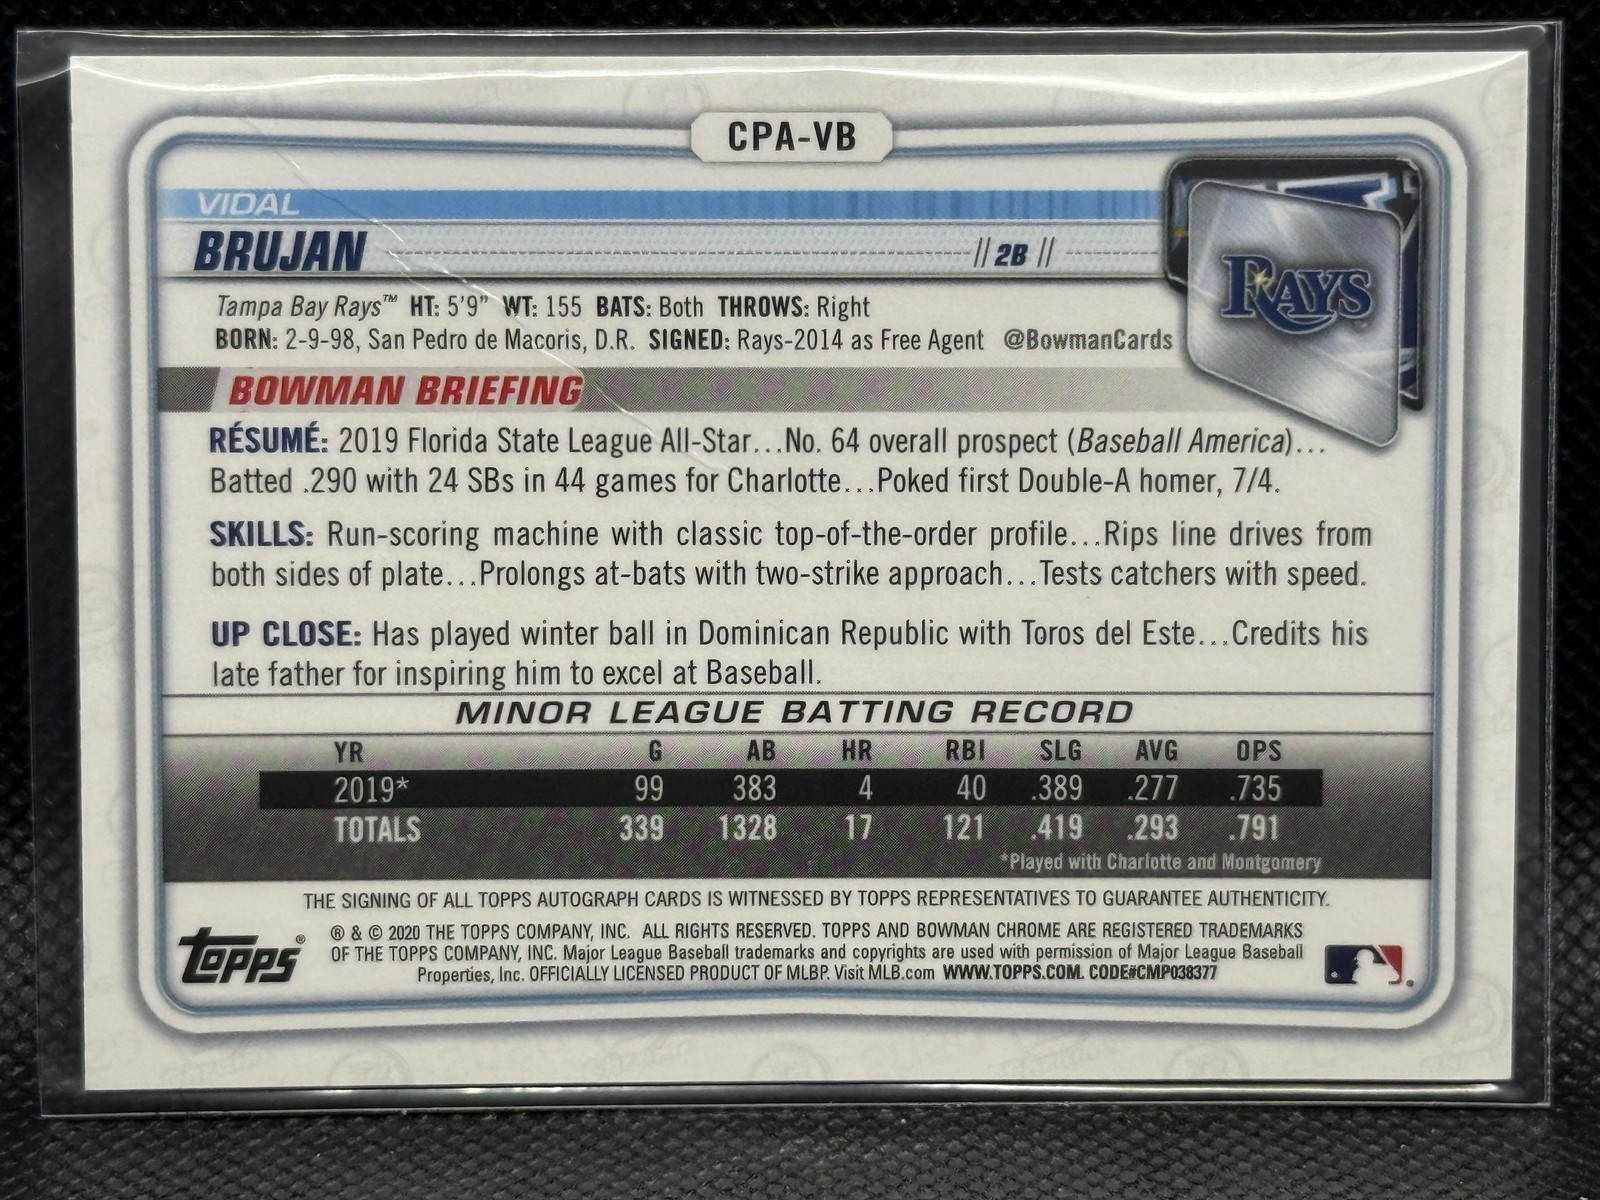 CPA-VB
VIDAL
BRUJAN // 2B //
RAYS
Tampa Bay Rays™ HT: 5'9" WT: 155 BATS: Both THROWS: Right
BORN: 2-9-98, San Pedro de Macoris, D.R. SIGNED: Rays-2014 as Free Agent @BowmanCards
BOWMAN BRIEFING
RÉSUMÉ: 2019 Florida State League All-Star...No. 64 overall prospect (Baseball America)...
Batted .290 with 24 SBs in 44 games for Charlotte...Poked first Double-A homer, 7/4.
SKILLS: Run-scoring machine with classic top-of-the-order profile...Rips line drives from
both sides of plate...Prolongs at-bats with two-strike approach...Tests catchers with speed.
UP CLOSE: Has played winter ball in Dominican Republic with Toros del Este...Credits his
late father for inspiring him to excel at Baseball.
MINOR LEAGUE BATTING RECORD
YR G AB HR RBI SLG AVG OPS
2019* 99 383 4 40 .389 .277 .735
TOTALS 339 1328 17 121 .419 .293 .791
*Played with Charlotte and Montgomery
THE SIGNING OF ALL TOPPS AUTOGRAPH CARDS IS WITNESSED BY TOPPS REPRESENTATIVES TO GUARANTEE AUTHENTICITY.
TOPPS®
® & © 2020 THE TOPPS COMPANY, INC. ALL RIGHTS RESERVED. TOPPS AND BOWMAN CHROME ARE REGISTERED TRADEMARKS
OF THE TOPPS COMPANY, INC. Major League Baseball trademarks and copyrights are used with permission of Major League Baseball
Properties, Inc. OFFICIALLY LICENSED PRODUCT OF MLBP. Visit MLB.com WWW.TOPPS.COM. CODE#CMP038377